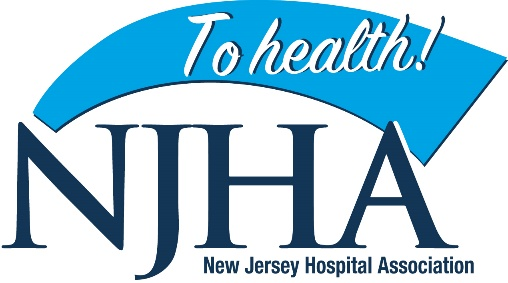 To health!
NJHA
New Jersey Hospital Association